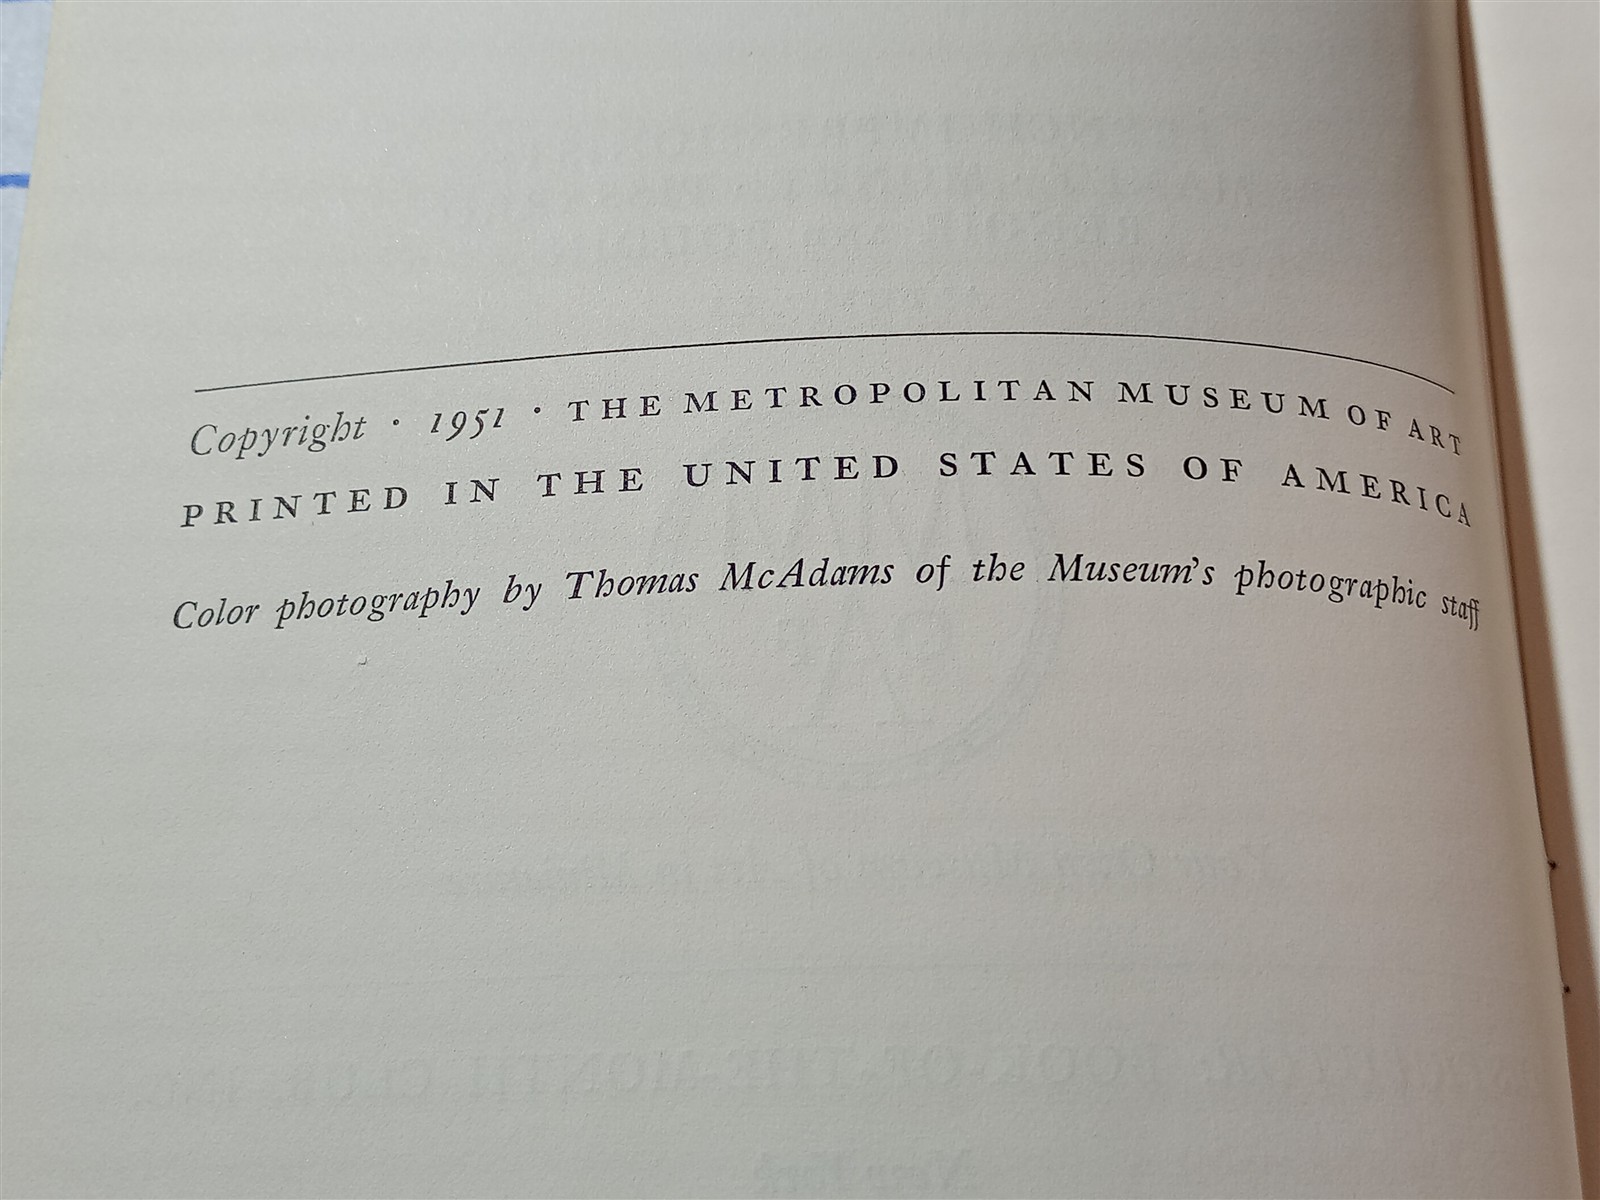 Copyright · 1951 · THE METROPOLITAN MUSEUM OF ART
PRINTED IN THE UNITED STATES OF AMERICA
Color photography by Thomas McAdams of the Museum's photographic staff